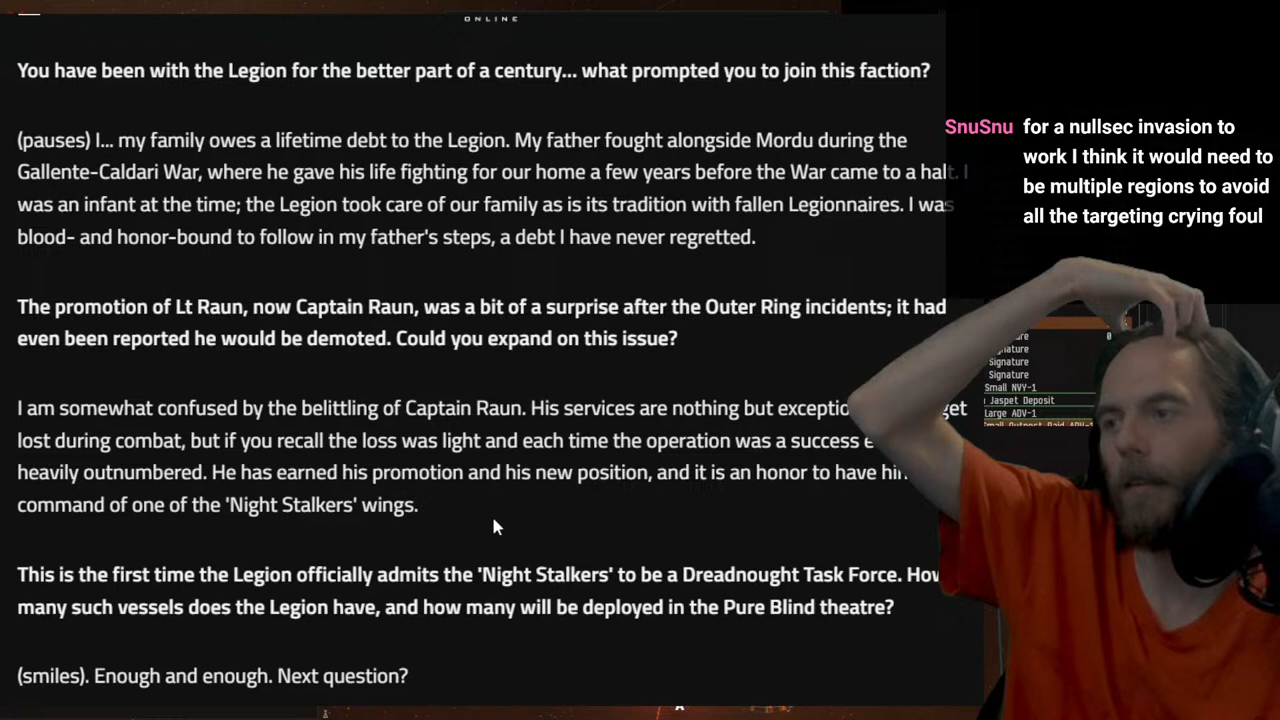 ONLINE
You have been with the Legion for the better part of a century... what prompted you to join this faction?
(pauses) I... my family owes a lifetime debt to the Legion. My father fought alongside Mordu during the
Gallente-Caldari War, where he gave his life fighting for our home a few years before the War came to a halt. I
was an infant at the time; the Legion took care of our family as is its tradition with fallen Legionnaires. I was
blood- and honor-bound to follow in my father's steps, a debt I have never regretted.
The promotion of Lt Raun, now Captain Raun, was a bit of a surprise after the Outer Ring incidents; it had
even been reported he would be demoted. Could you expand on this issue?
I am somewhat confused by the belittling of Captain Raun. His services are nothing but exceptio get
lost during combat, but if you recall the loss was light and each time the operation was a success e
heavily outnumbered. He has earned his promotion and his new position, and it is an honor to have hi
command of one of the 'Night Stalkers' wings.
This is the first time the Legion officially admits the 'Night Stalkers' to be a Dreadnought Task Force. How
many such vessels does the Legion have, and how many will be deployed in the Pure Blind theatre?
(smiles). Enough and enough. Next question?
SnuSnu for a nullsec invasion to
work I think it would need to
be multiple regions to avoid
all the targeting crying foul
ure 0
Signature
Signature
Signature
Small NVY-1
Jaspet Deposit
Large ADV-1
Small Outpost Raid ADV-1